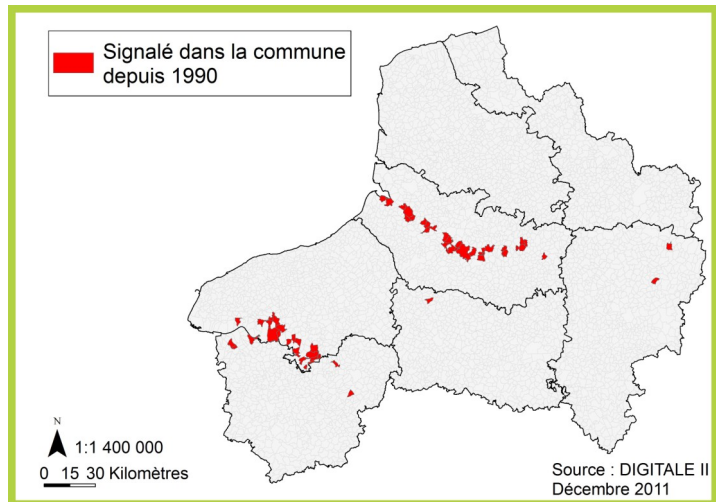 Signalé dans la commune
depuis 1990
N
1:1 400 000
0 15 30 Kilomètres
Source : DIGITALE II
Décembre 2011